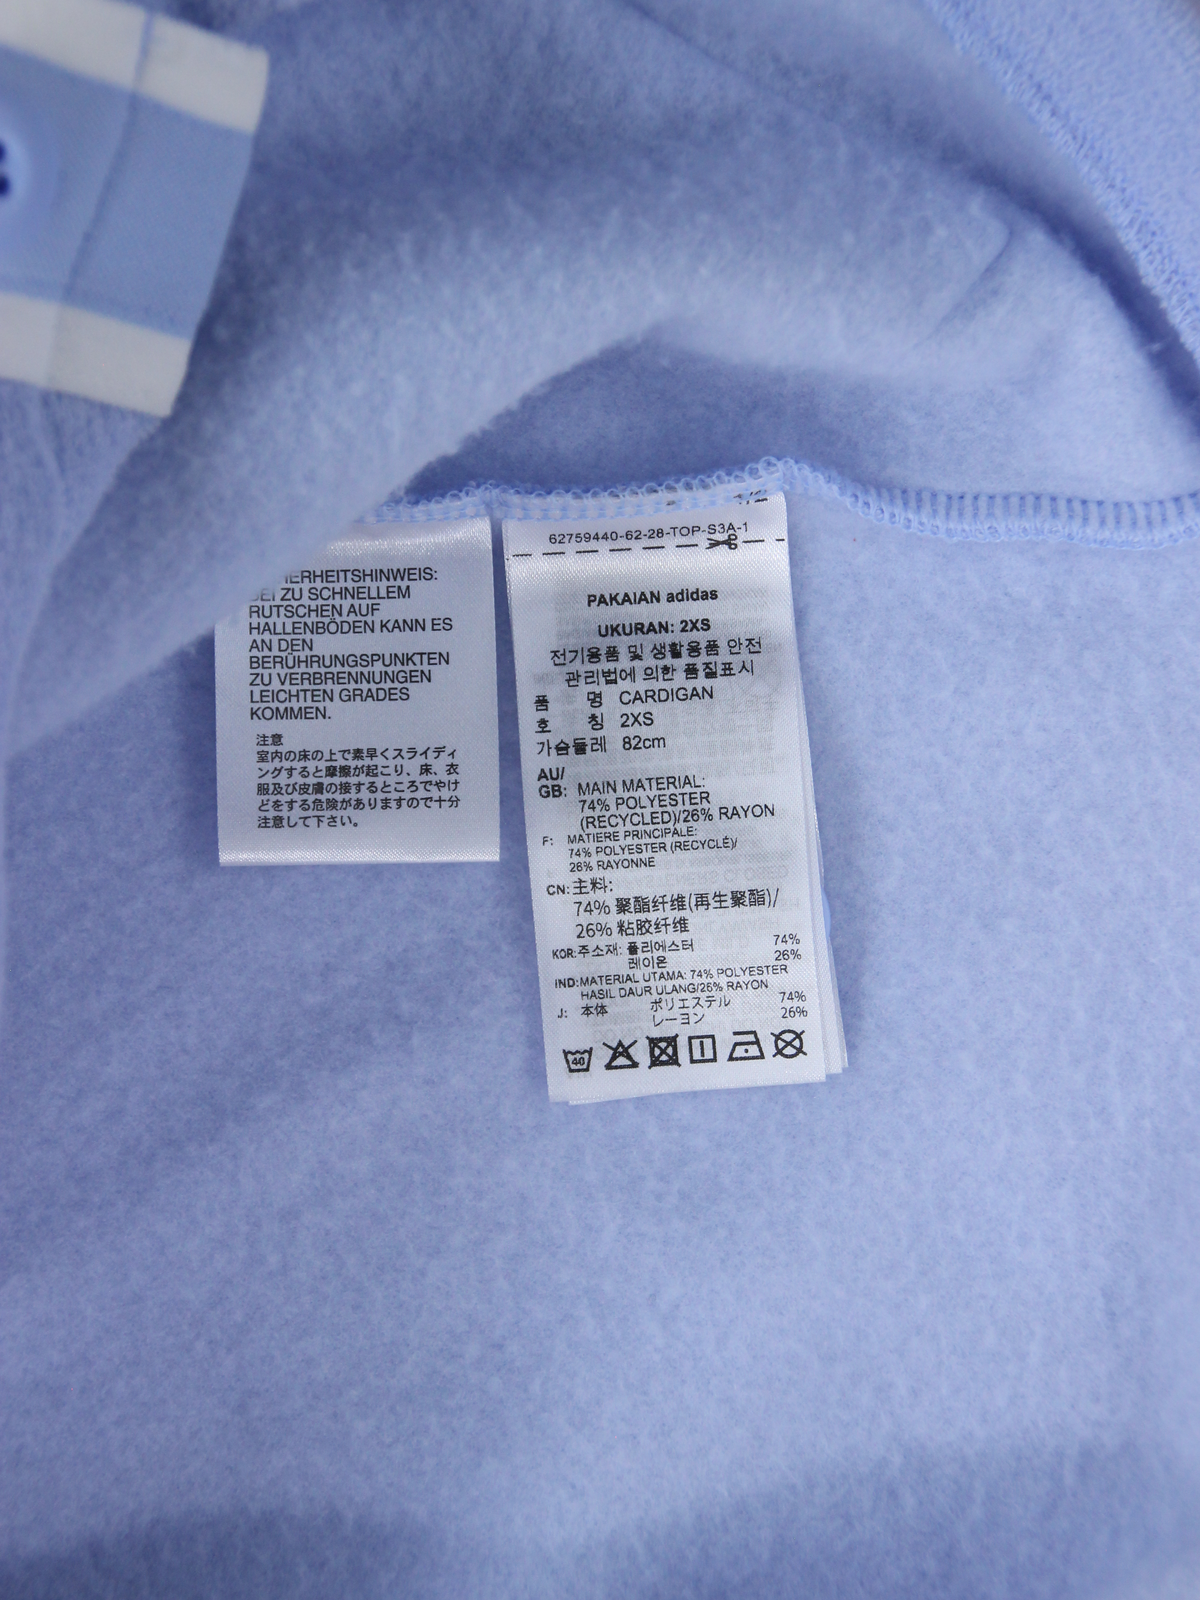 RUTSCHEN AUF
HALLENBÖDEN KANN ES
AN DEN
BERÜHRUNGSPUNKTEN
ZU VERBRENNUNGEN
LEICHTEN GRADES
KOMMEN.
注意
室内の床の上で素早くスライディ
ングすると摩擦が起こり、床、衣
服及び皮膚の接するところでやけ
どをする危険がありますので十分
注意して下さい。
62759440-62-28-TOP-S3A-1
PAKAIAN adidas
UKURAN: 2XS
전기용품 및 생활용품 안전
관리법에 의한 품질표시
품 명 CARDIGAN
호 칭 2XS
가슴둘레 82cm
AU/
GB: MAIN MATERIAL:
74% POLYESTER
(RECYCLED)/26% RAYON
F: MATIERE PRINCIPALE:
74% POLYESTER (RECYCLÉ)/
26% RAYONNE
CN: 主料:
74% 聚酯纤维(再生聚酯)/
26% 粘胶纤维
KOR: 주소재: 폴리에스터 74%
레이온 26%
IND: MATERIAL UTAMA: 74% POLYESTER
HASIL DAUR ULANG/26% RAYON
J: 本体 ポリエステル 74%
レーヨン 26%
40